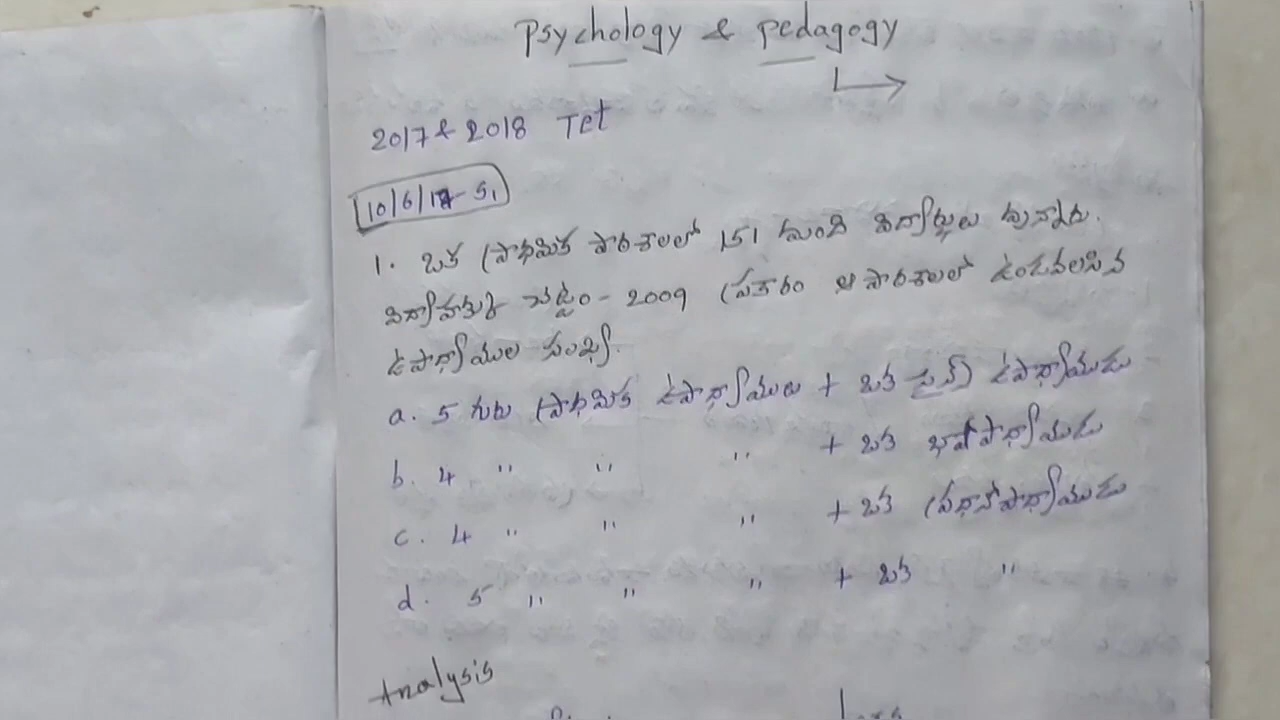 Psychology & pedagogy
2017 & 2018 Tet
10/6/17 - S1
1. ఒక ప్రాథమిక పాఠశాలలో 151 మంది విద్యార్థులు ఉన్నారు.
విద్యాహక్కు చట్టం - 2009 ప్రకారం ఆ పాఠశాలలో ఉండవలసిన
ఉపాధ్యాయుల సంఖ్య.
a. 5 గురు ప్రాథమిక ఉపాధ్యాయులు + ఒక సైన్స్ ఉపాధ్యాయుడు
b. 4 " " " + ఒక భాషోపాధ్యాయుడు
c. 4 " " " + ఒక ప్రధానోపాధ్యాయుడు
d. 5 " " " + ఒక "
Analysis